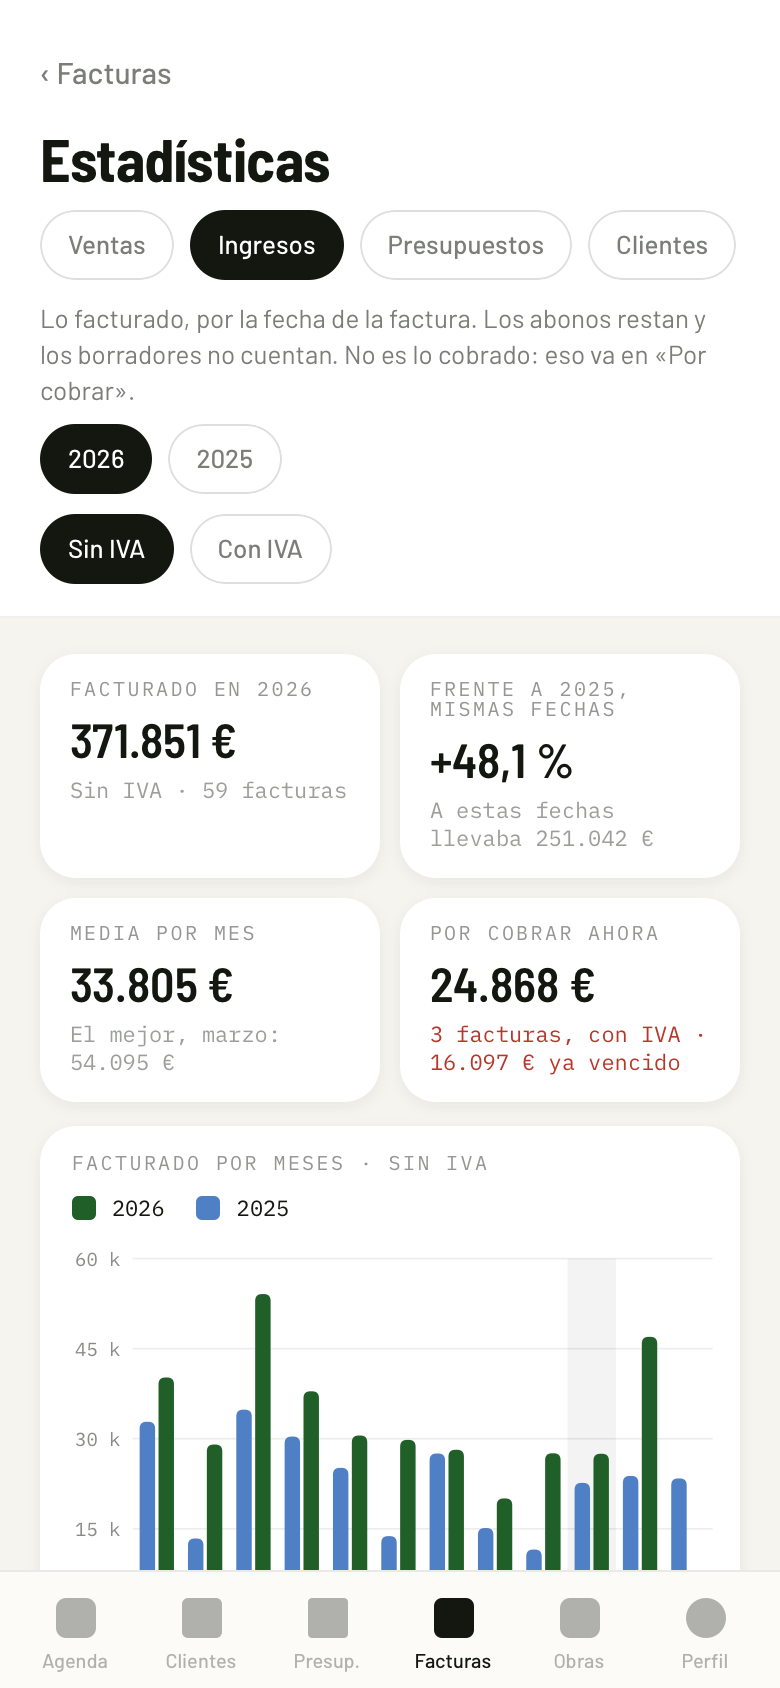 ‹ Facturas
Estadísticas
Ventas
Ingresos
Presupuestos
Clientes
Lo facturado, por la fecha de la factura. Los abonos restan y
los borradores no cuentan. No es lo cobrado: eso va en «Por
cobrar».
2026
2025
Sin IVA
Con IVA
FACTURADO EN 2026
371.851 €
Sin IVA · 59 facturas
FRENTE A 2025,
MISMAS FECHAS
+48,1 %
A estas fechas
llevaba 251.042 €
MEDIA POR MES
33.805 €
El mejor, marzo:
54.095 €
POR COBRAR AHORA
24.868 €
3 facturas, con IVA ·
16.097 € ya vencido
FACTURADO POR MESES · SIN IVA
2026
2025
60 k
45 k
30 k
15 k
Agenda
Clientes
Presup.
Facturas
Obras
Perfil